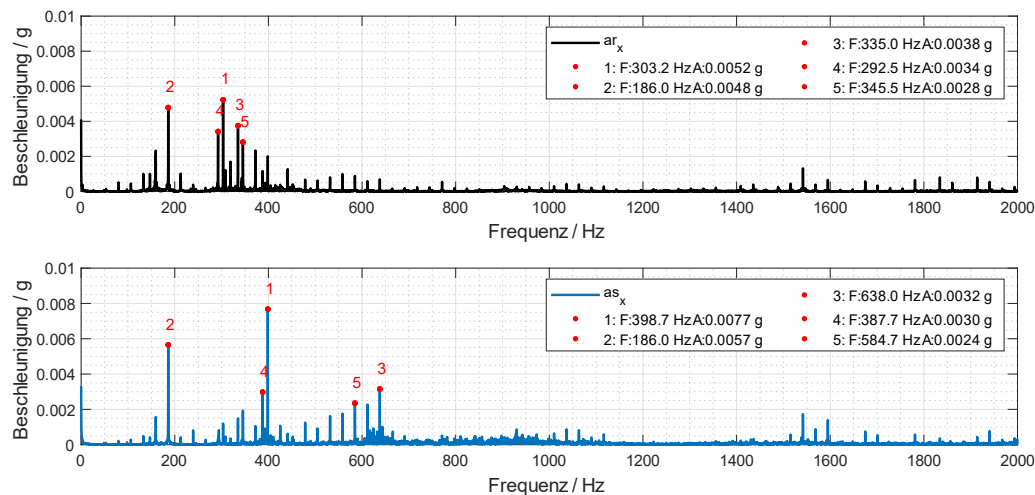 0.01
0.008
0.006
0.004
0.002
0
Beschleunigung / g
0 200 400 600 800 1000 1200 1400 1600 1800 2000
Frequenz / Hz
1
2
3
4
5
ar_x
1: F:303.2 HzA:0.0052 g
2: F:186.0 HzA:0.0048 g
3: F:335.0 HzA:0.0038 g
4: F:292.5 HzA:0.0034 g
5: F:345.5 HzA:0.0028 g
0.01
0.008
0.006
0.004
0.002
0
Beschleunigung / g
0 200 400 600 800 1000 1200 1400 1600 1800 2000
Frequenz / Hz
1
2
3
4
5
as_x
1: F:398.7 HzA:0.0077 g
2: F:186.0 HzA:0.0057 g
3: F:638.0 HzA:0.0032 g
4: F:387.7 HzA:0.0030 g
5: F:584.7 HzA:0.0024 g